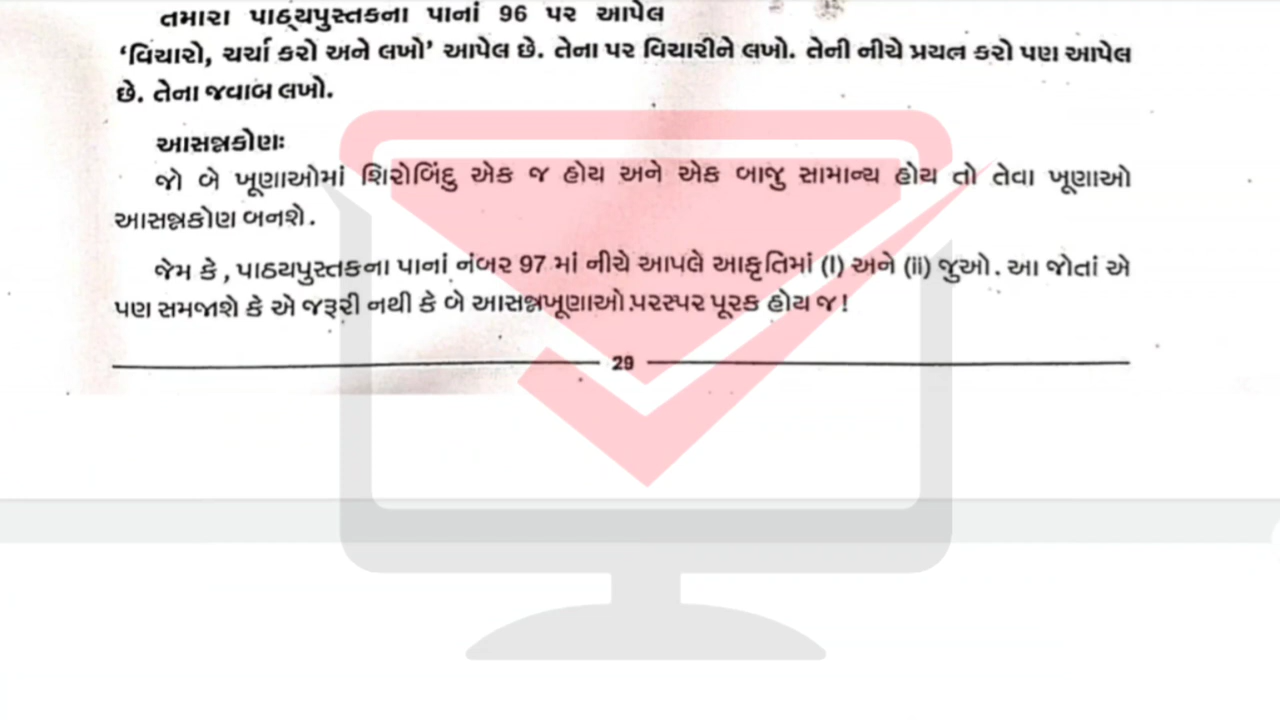 તમારા પાઠ્યપુસ્તકના પાનાં 96 પર આપેલ
‘વિચારો, ચર્ચા કરો અને લખો’ આપેલ છે. તેના પર વિચારીને લખો. તેની નીચે પ્રયત્ન કરો પણ આપેલ
છે. તેના જવાબ લખો.
આસન્નકોણઃ
જો બે ખૂણાઓમાં શિરોબિંદુ એક જ હોય અને એક બાજુ સામાન્ય હોય તો તેવા ખૂણાઓ
આસન્નકોણ બનશે.
જેમ કે, પાઠયપુસ્તકના પાનાં નંબર 97 માં નીચે આપલે આકૃતિમાં (I) અને (ii) જુઓ. આ જોતાં એ
પણ સમજાશે કે એ જરૂરી નથી કે બે આસન્નખૂણાઓ પરસ્પર પૂરક હોય જ!
29